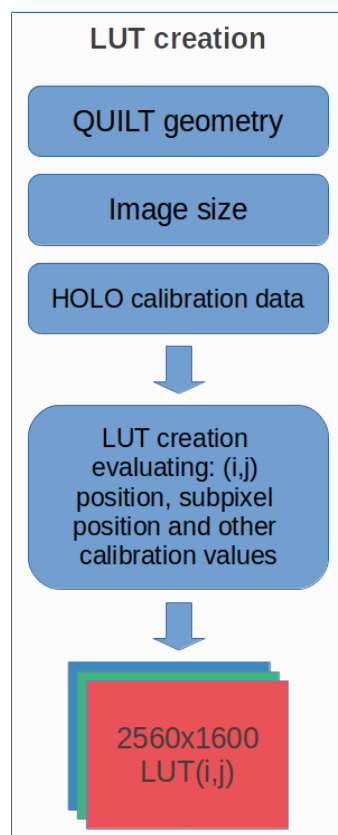 LUT creation
QUILT geometry
Image size
HOLO calibration data
LUT creation
evaluating: (i,j)
position, subpixel
position and other
calibration values
2560x1600
LUT(i,j)